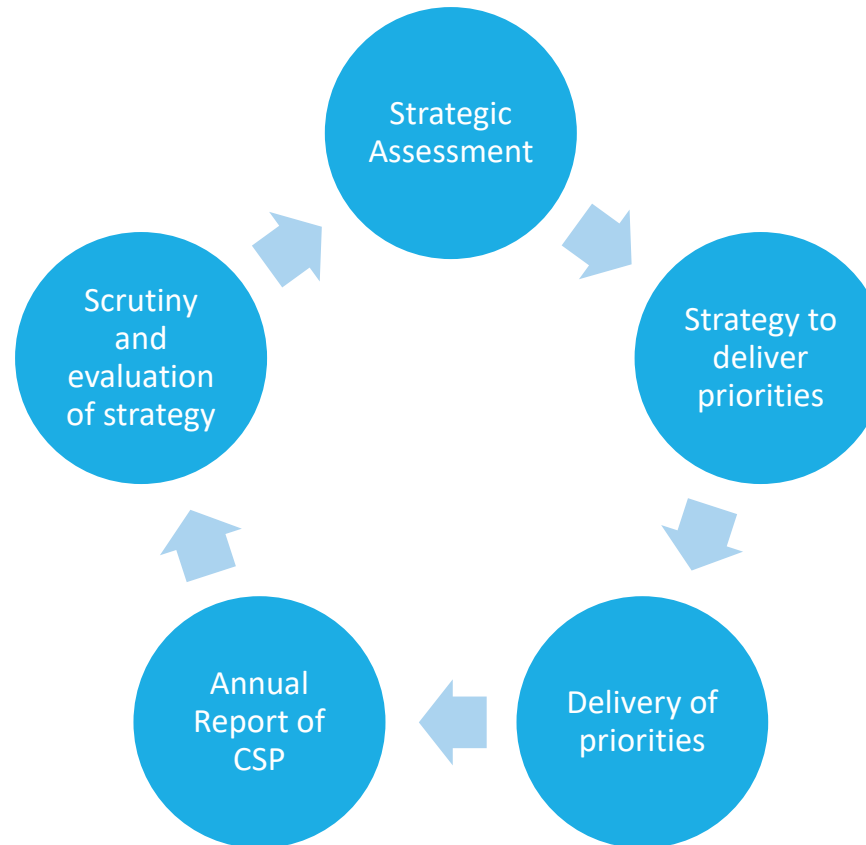 Strategic
Assessment
Strategy to
deliver
priorities
Delivery of
priorities
Annual
Report of
CSP
Scrutiny
and
evaluation
of strategy